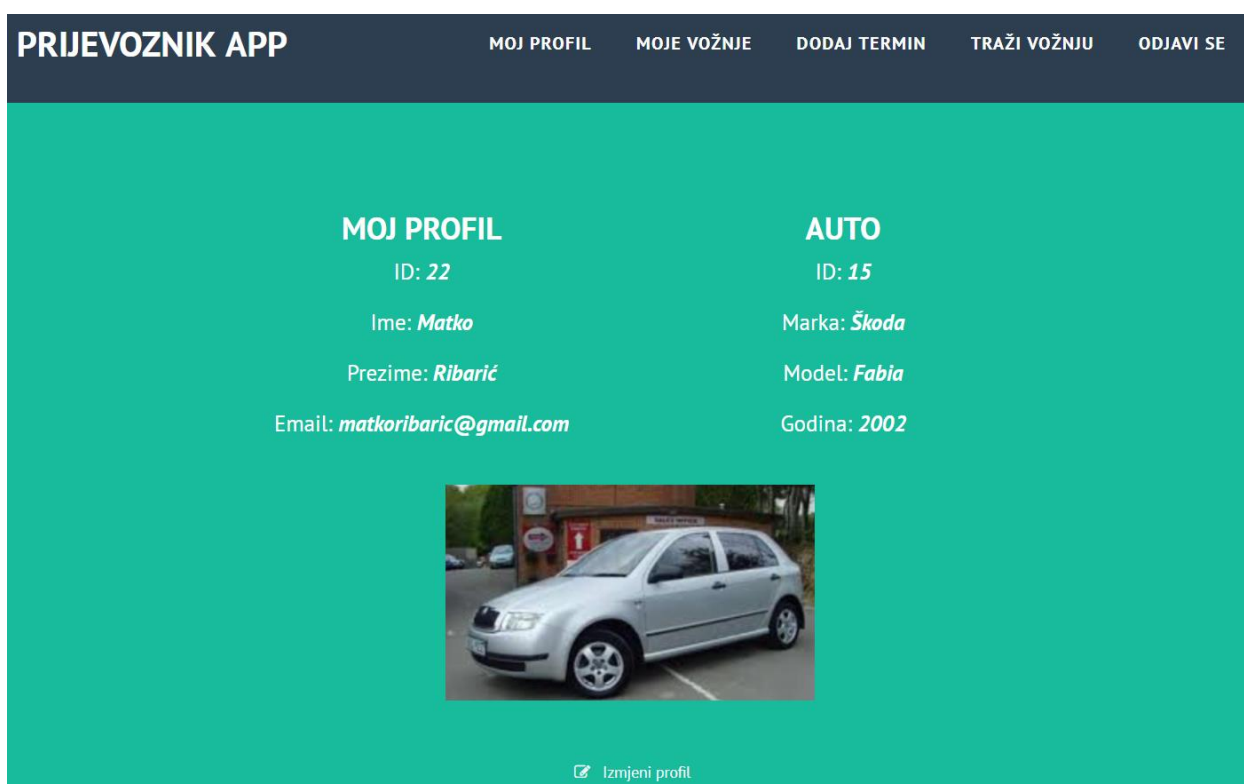 PRIJEVOZNIK APP
MOJ PROFIL MOJE VOŽNJE DODAJ TERMIN TRAŽI VOŽNJU ODJAVI SE
MOJ PROFIL
ID: 22
Ime: Matko
Prezime: Ribarić
Email: matkoribaric@gmail.com
AUTO
ID: 15
Marka: Škoda
Model: Fabia
Godina: 2002
Izmjeni profil